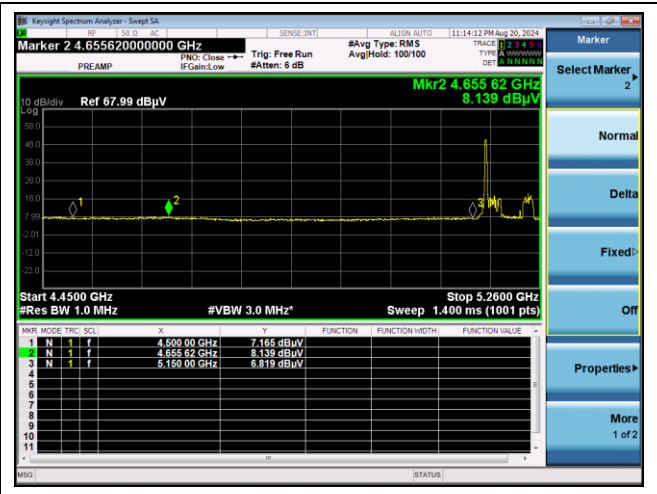 Keysight Spectrum Analyzer - Swept SA
RF 50 Ω AC SENSE:INT ALIGN AUTO 11:14:12 PM Aug 20, 2024
Marker 2 4.655620000000 GHz
PREAMP
PNO: Close
IFGain:Low
Trig: Free Run
#Atten: 6 dB
#Avg Type: RMS
Avg|Hold: 100/100
TRACE 1 2 3 4 5 6
TYPE A WWWWW
DET A N N N N N
Mkr2 4.655 62 GHz
8.139 dBµV
10 dB/div Ref 67.99 dBµV
Log
58.0
48.0
38.0
28.0
18.0
7.99
-2.01
-12.0
-22.0
1
2
3
Start 4.4500 GHz Stop 5.2600 GHz
#Res BW 1.0 MHz #VBW 3.0 MHz* Sweep 1.400 ms (1001 pts)
MKR MODE TRC SCL X Y FUNCTION FUNCTION WIDTH FUNCTION VALUE
1 N 1 f 4.500 00 GHz 7.165 dBµV
2 N 1 f 4.655 62 GHz 8.139 dBµV
3 N 1 f 5.150 00 GHz 6.819 dBµV
4
5
6
7
8
9
10
11
MSG STATUS
Marker
Select Marker
2
Normal
Delta
Fixed
Off
Properties
More
1 of 2